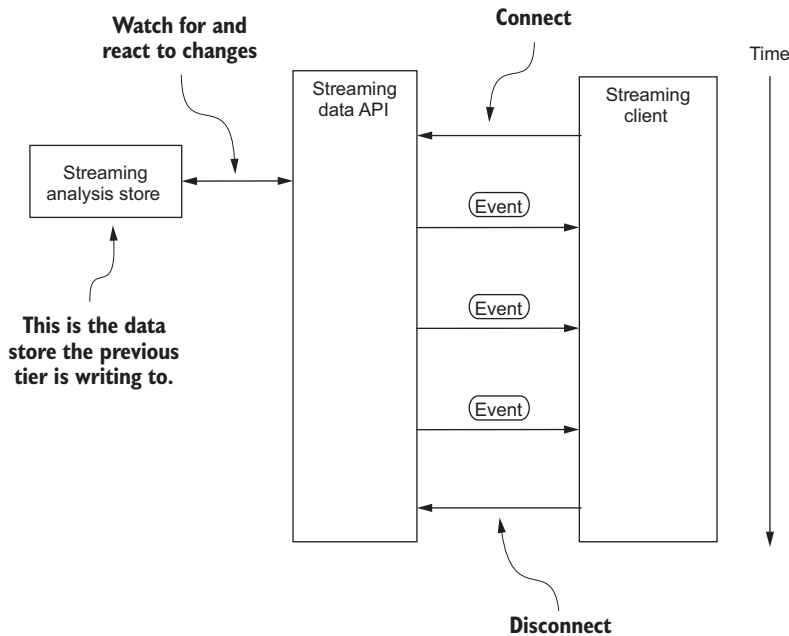 Watch for and
react to changes
Connect
Time
Streaming
data API
Streaming
client
Streaming
analysis store
Event
Event
Event
This is the data
store the previous
tier is writing to.
Disconnect